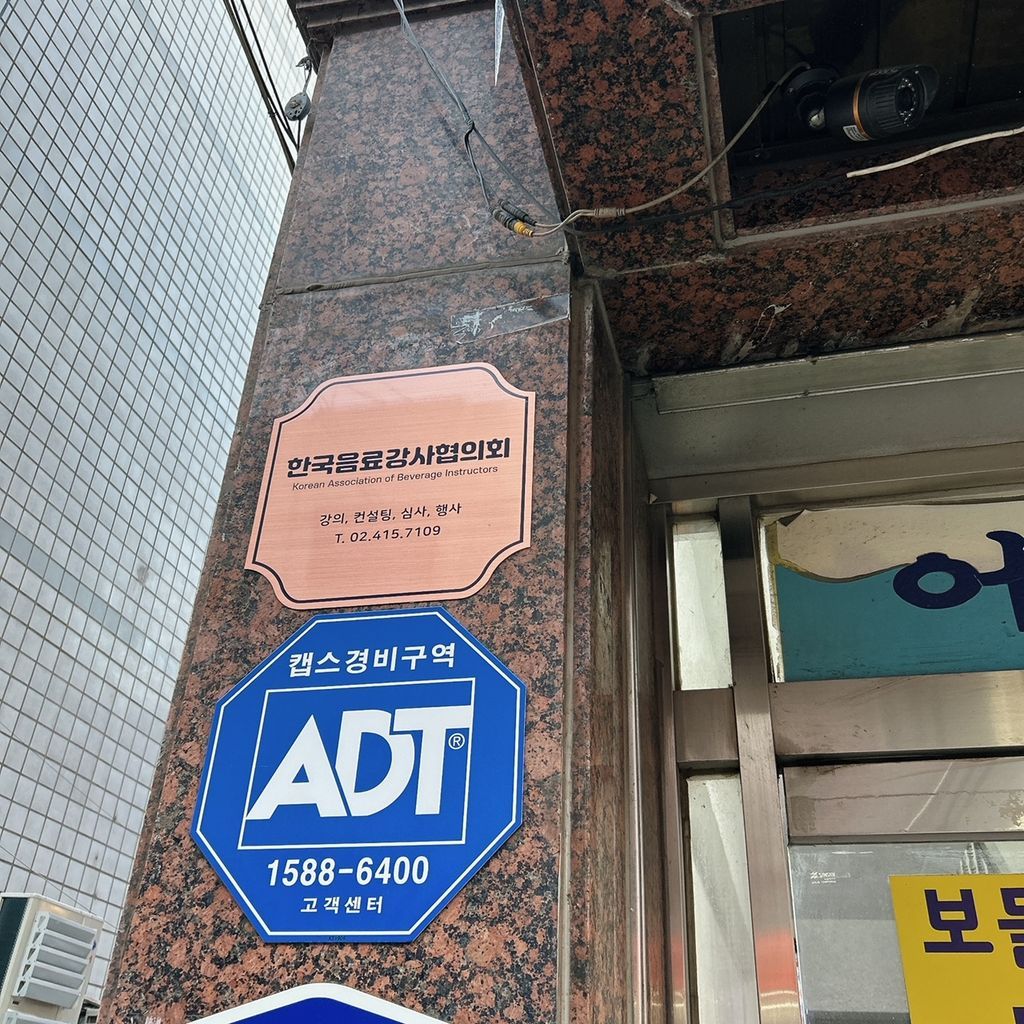 한국음료강사협의회
Korean Association of Beverage Instructors
강의, 컨설팅, 심사, 행사
T. 02.415.7109
캡스경비구역
ADT®
1588-6400
고객센터
어
보